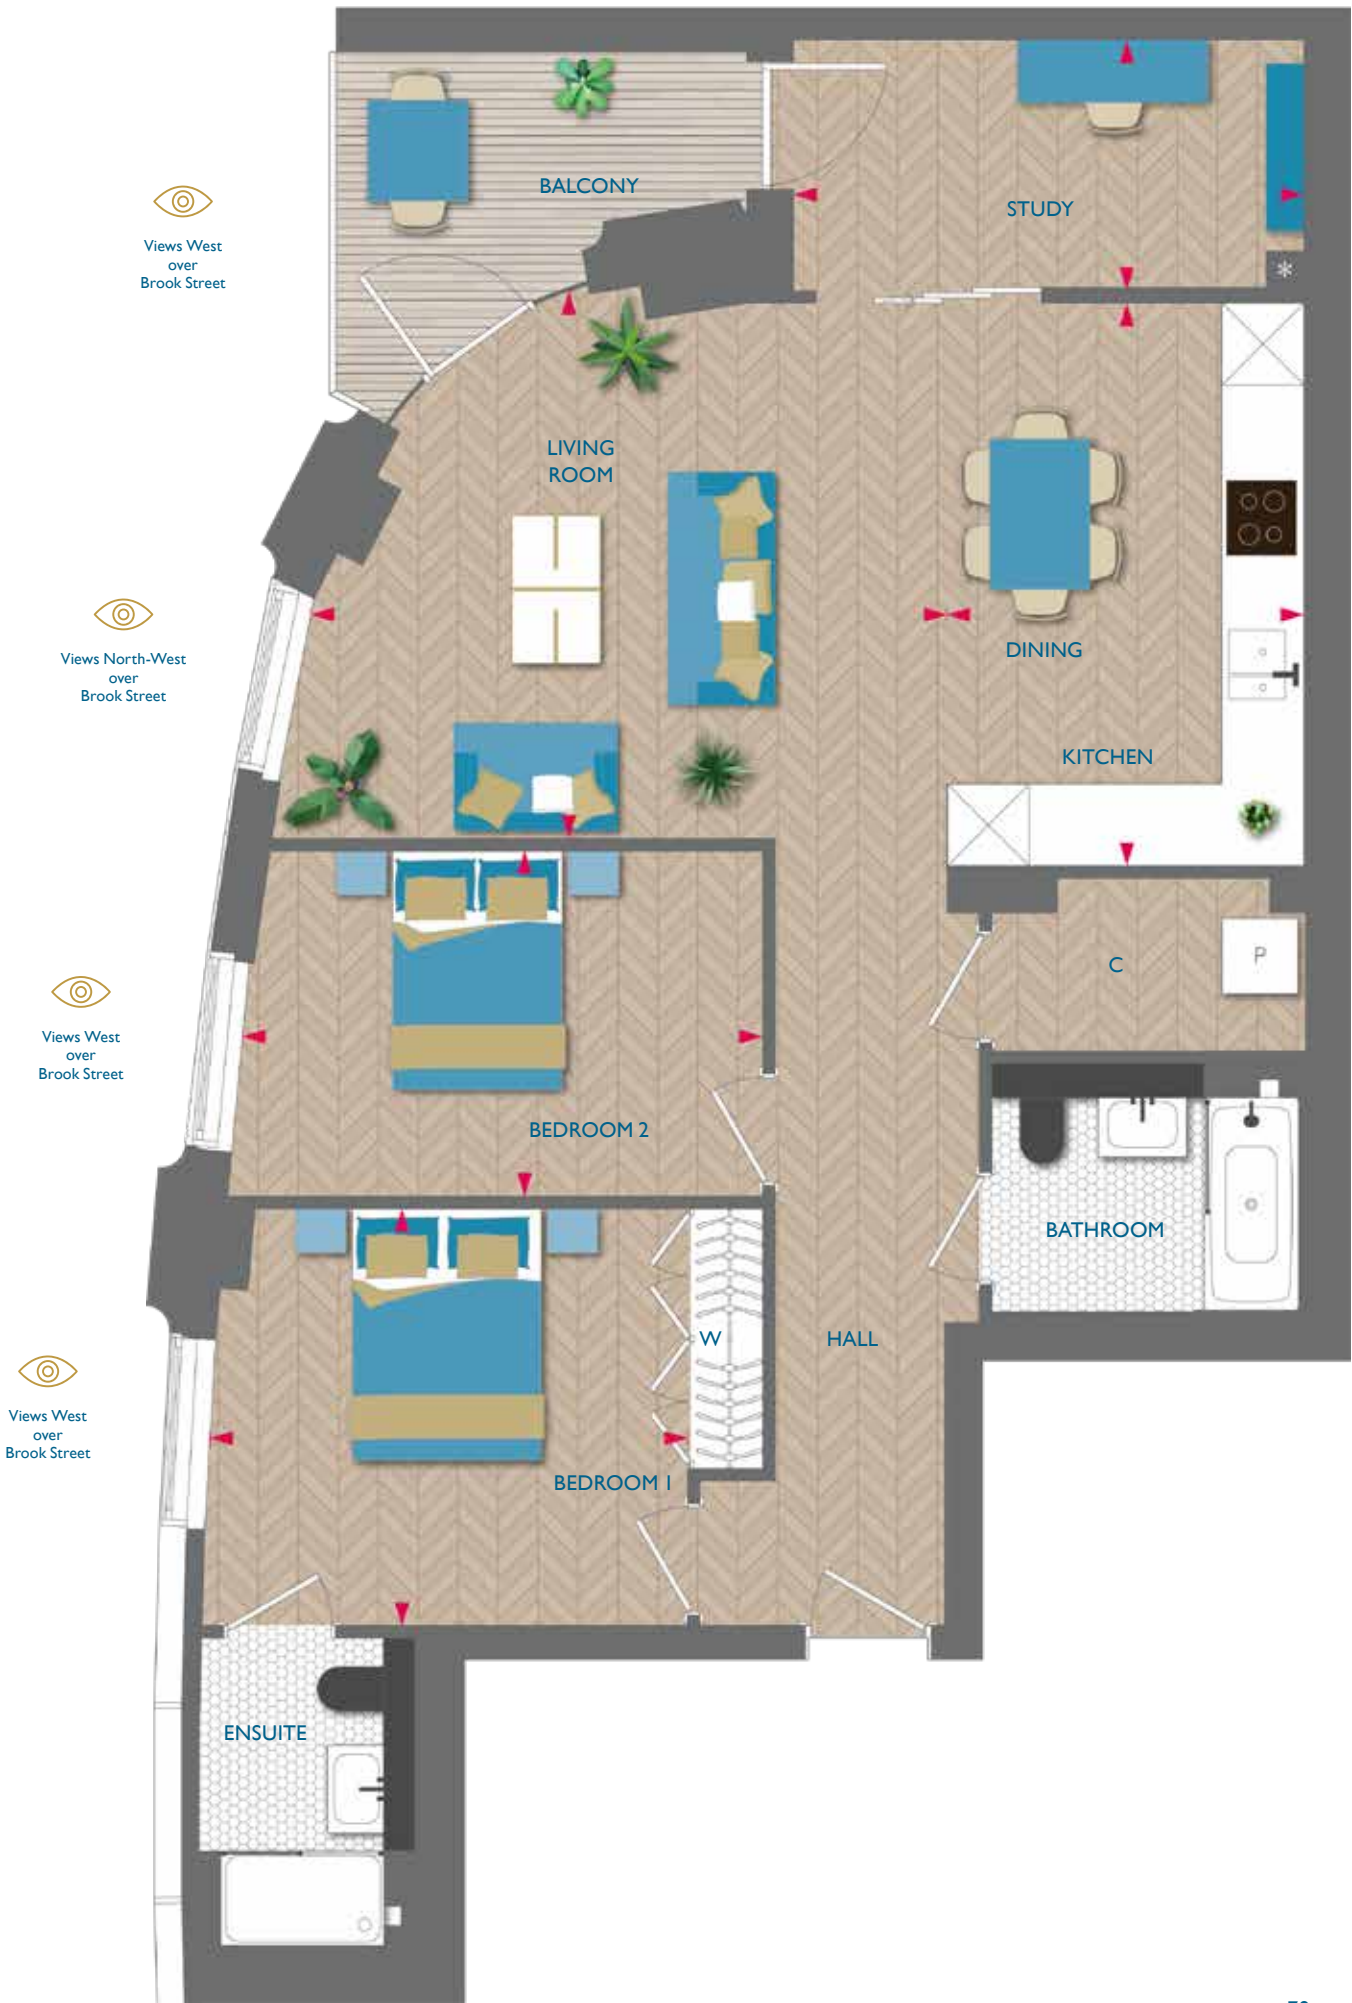 BALCONY
STUDY
*
Views West
over
Brook Street
LIVING
ROOM
Views North-West
over
Brook Street
DINING
KITCHEN
C
P
Views West
over
Brook Street
BEDROOM 2
BATHROOM
W
HALL
Views West
over
Brook Street
BEDROOM 1
ENSUITE